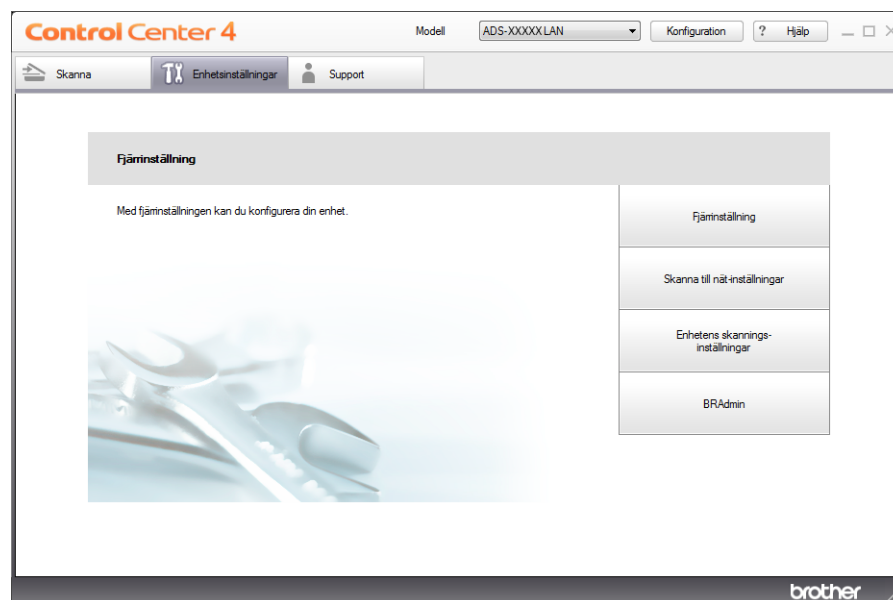 Control Center 4
Modell
ADS-XXXXX LAN
Konfiguration
? Hjälp
Skanna
Enhetsinställningar
Support
Fjärrinställning
Med fjärrinställningen kan du konfigurera din enhet.
Fjärrinställning
Skanna till nät-inställningar
Enhetens skannings-
inställningar
BRAdmin
brother